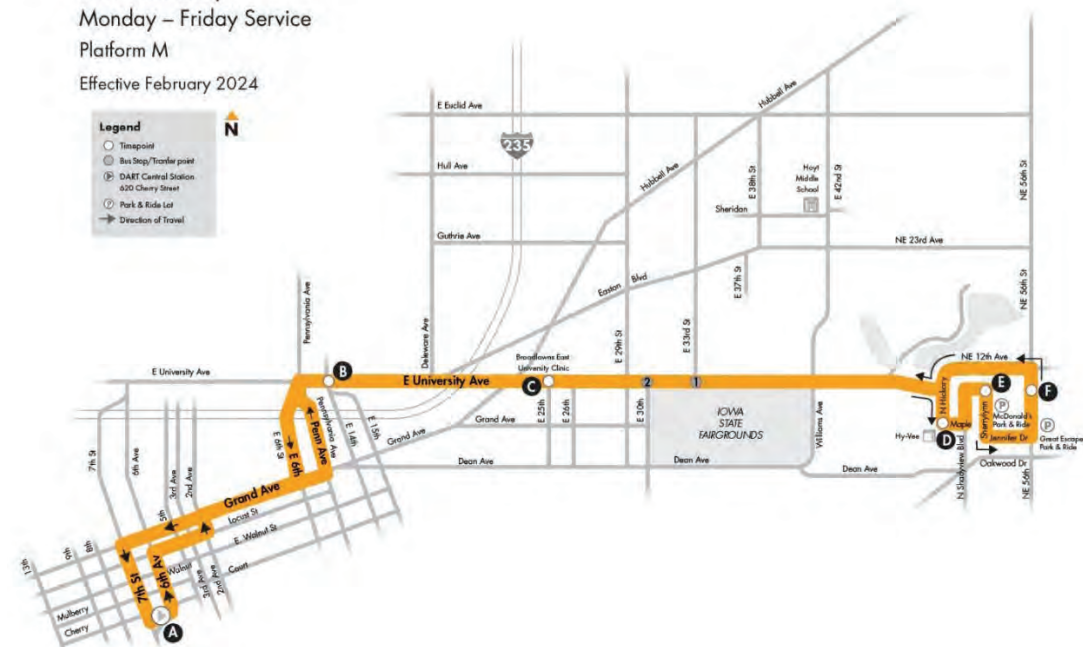 Monday – Friday Service
Platform M
Effective February 2024
N
Legend
Timepoint
Bus Stop/Tranfer point
DART Central Station
620 Cherry Street
P Park & Ride Lot
Direction of Travel
235
E Euclid Ave
Hull Ave
Guthrie Ave
Deleware Ave
Hubbell Ave
Hubbell Ave
E 38th St
E 42nd St
Hoyt
Middle
School
Sheridan
NE 56th St
NE 23rd Ave
E 37th St
Easton Blvd
E 29th St
E 33rd St
NE 56th St
Pennsylvania Ave
E University Ave
B
E University Ave
Broadlawns East
University Clinic
C
2
1
NE 12th Ave
N Hickory
E
F
P
McDonald's
Park & Ride
Sherrylynn
Maple
D
Hy-Vee
Jennifer Dr
P
Great Escape
Park & Ride
Oakwood Dr
N Shadyview Blvd
NE 56th
Williams Ave
IOWA
STATE
FAIRGROUNDS
E 25th
E 26th
E 30th
Grand Ave
Grand Ave
Dean Ave
Dean Ave
Dean Ave
Pennsylvania Ave
E 14th
E 15th
E 6th St
E 6th
Penn Ave
Grand Ave
7th St
6th Ave
3rd Ave
2nd Ave
5th
Locust St
E. Walnut St
Walnut
Court
3rd Ave
2nd Ave
13th
9th
8th
7th St
6th Av
Mulberry
Cherry
A